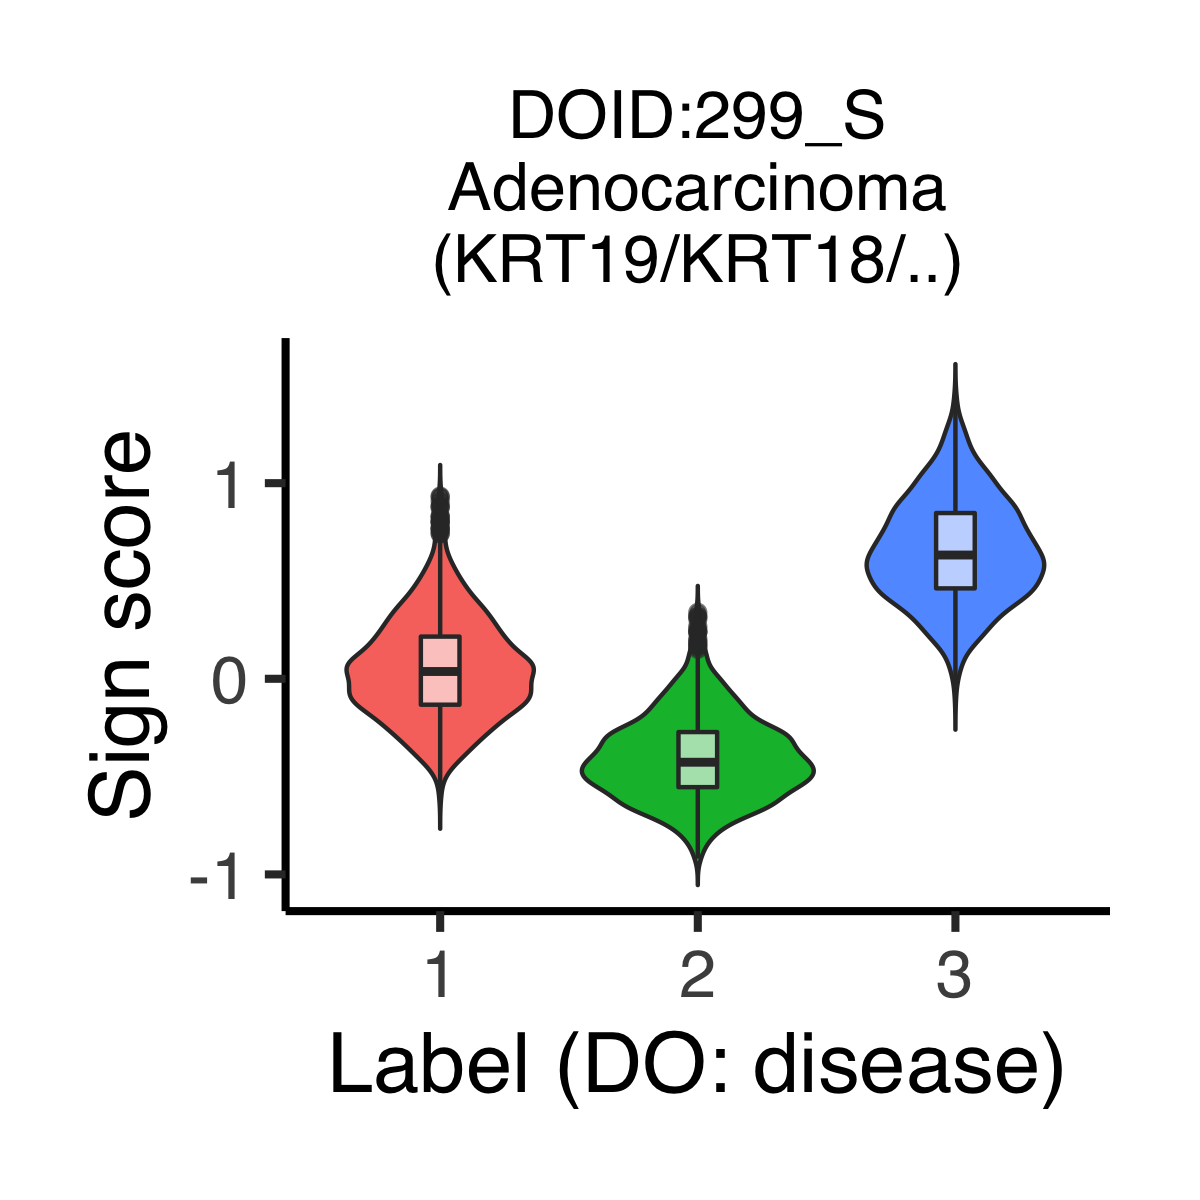 DOID:299_S
Adenocarcinoma
(KRT19/KRT18/..)
Sign score
1
0
-1
1
2
3
Label (DO: disease)